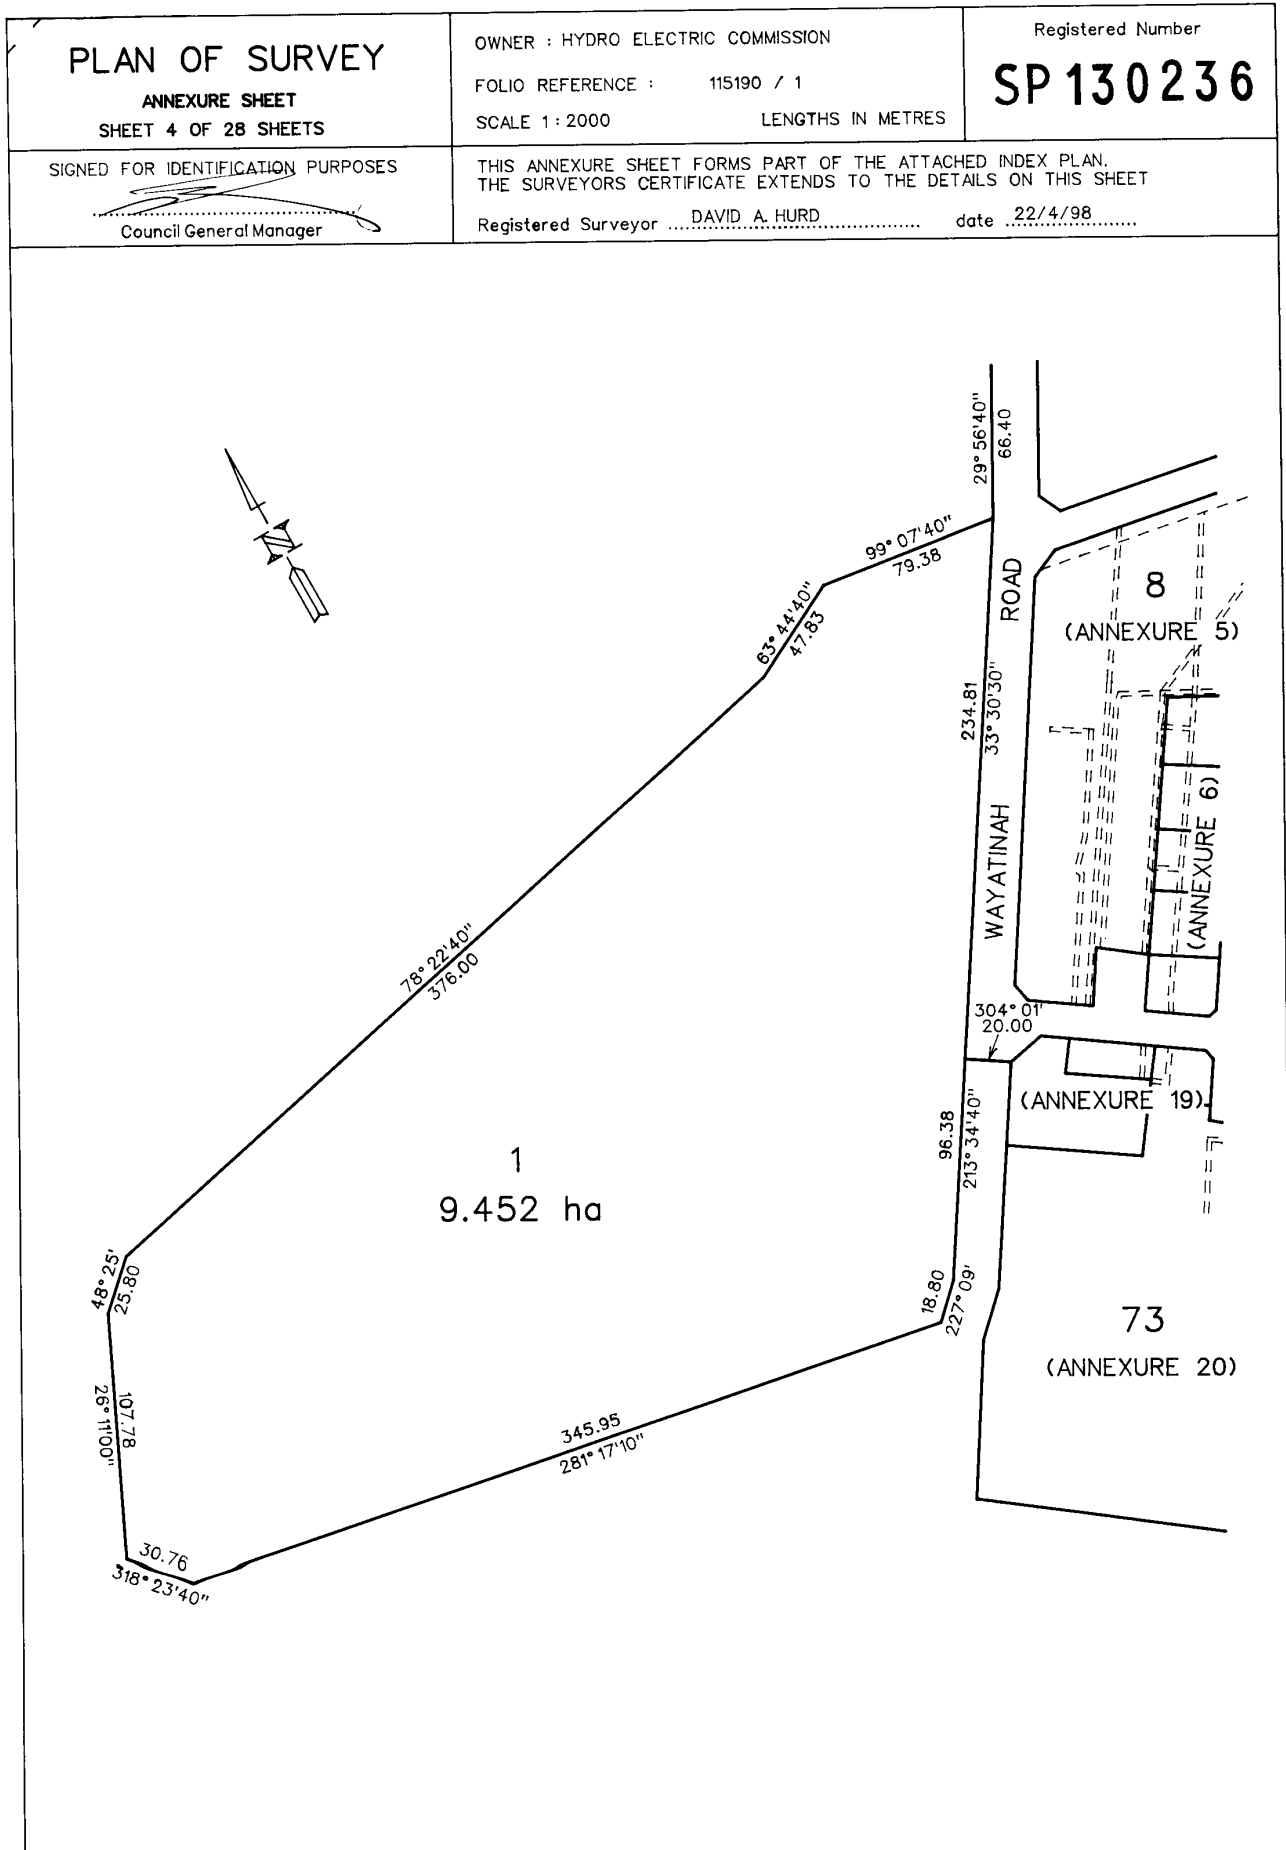 PLAN OF SURVEY
ANNEXURE SHEET
SHEET 4 OF 28 SHEETS
OWNER : HYDRO ELECTRIC COMMISSION
FOLIO REFERENCE : 115190 / 1
SCALE 1 : 2000 LENGTHS IN METRES
Registered Number
SP 130236
SIGNED FOR IDENTIFICATION PURPOSES
Council General Manager
THIS ANNEXURE SHEET FORMS PART OF THE ATTACHED INDEX PLAN.
THE SURVEYORS CERTIFICATE EXTENDS TO THE DETAILS ON THIS SHEET
Registered Surveyor DAVID A. HURD date 22/4/98
29° 56'40"
66.40
N
99° 07'40"
79.38
63° 44'40"
47.83
WAYATINAH ROAD
8
(ANNEXURE 5)
234.81
33° 30'30"
(ANNEXURE 6)
78° 22'40"
376.00
304° 01'
20.00
(ANNEXURE 19)
96.38
213° 34'40"
1
9.452 ha
48° 25'
25.80
18.80
227° 09'
73
(ANNEXURE 20)
107.78
26° 11'00"
345.95
281° 17'10"
30.76
318° 23'40"